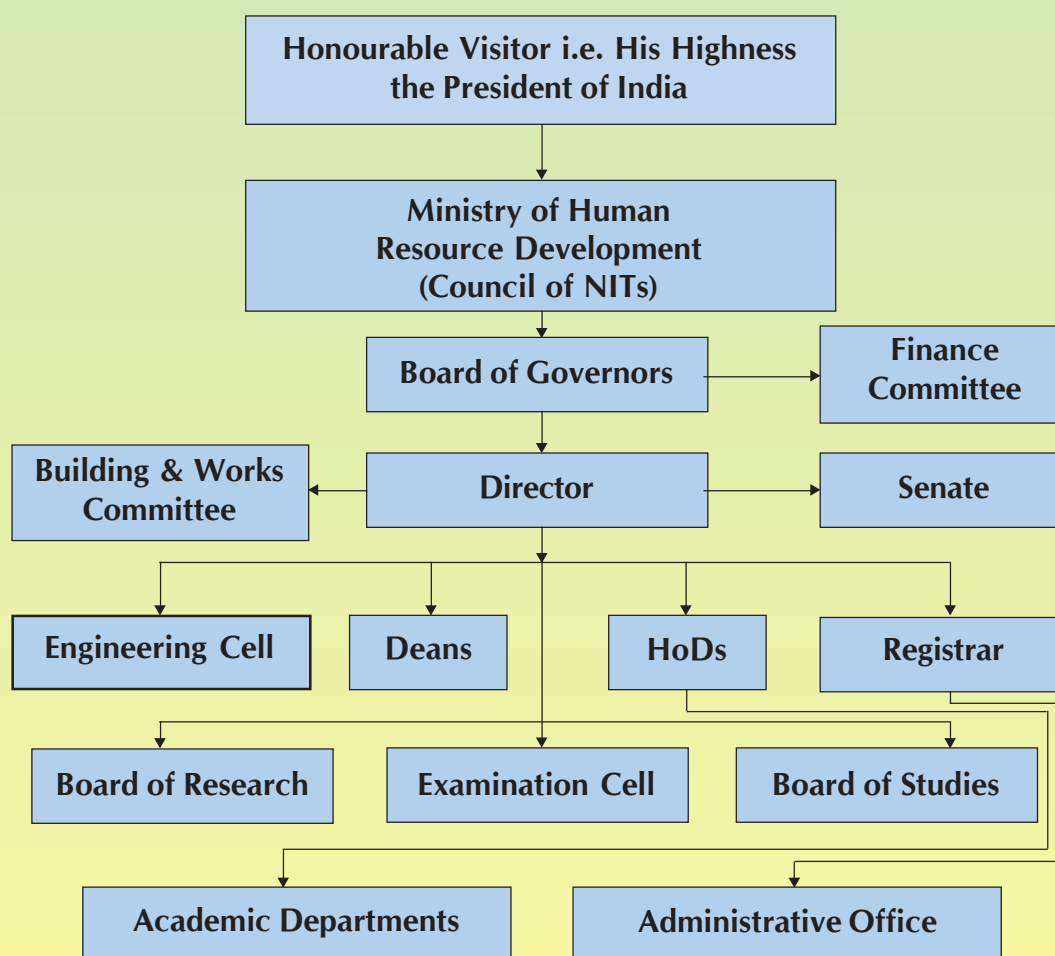 Honourable Visitor i.e. His Highness
the President of India
Ministry of Human
Resource Development
(Council of NITs)
Board of Governors
Finance
Committee
Building & Works
Committee
Director
Senate
Engineering Cell
Deans
HoDs
Registrar
Board of Research
Examination Cell
Board of Studies
Academic Departments
Administrative Office